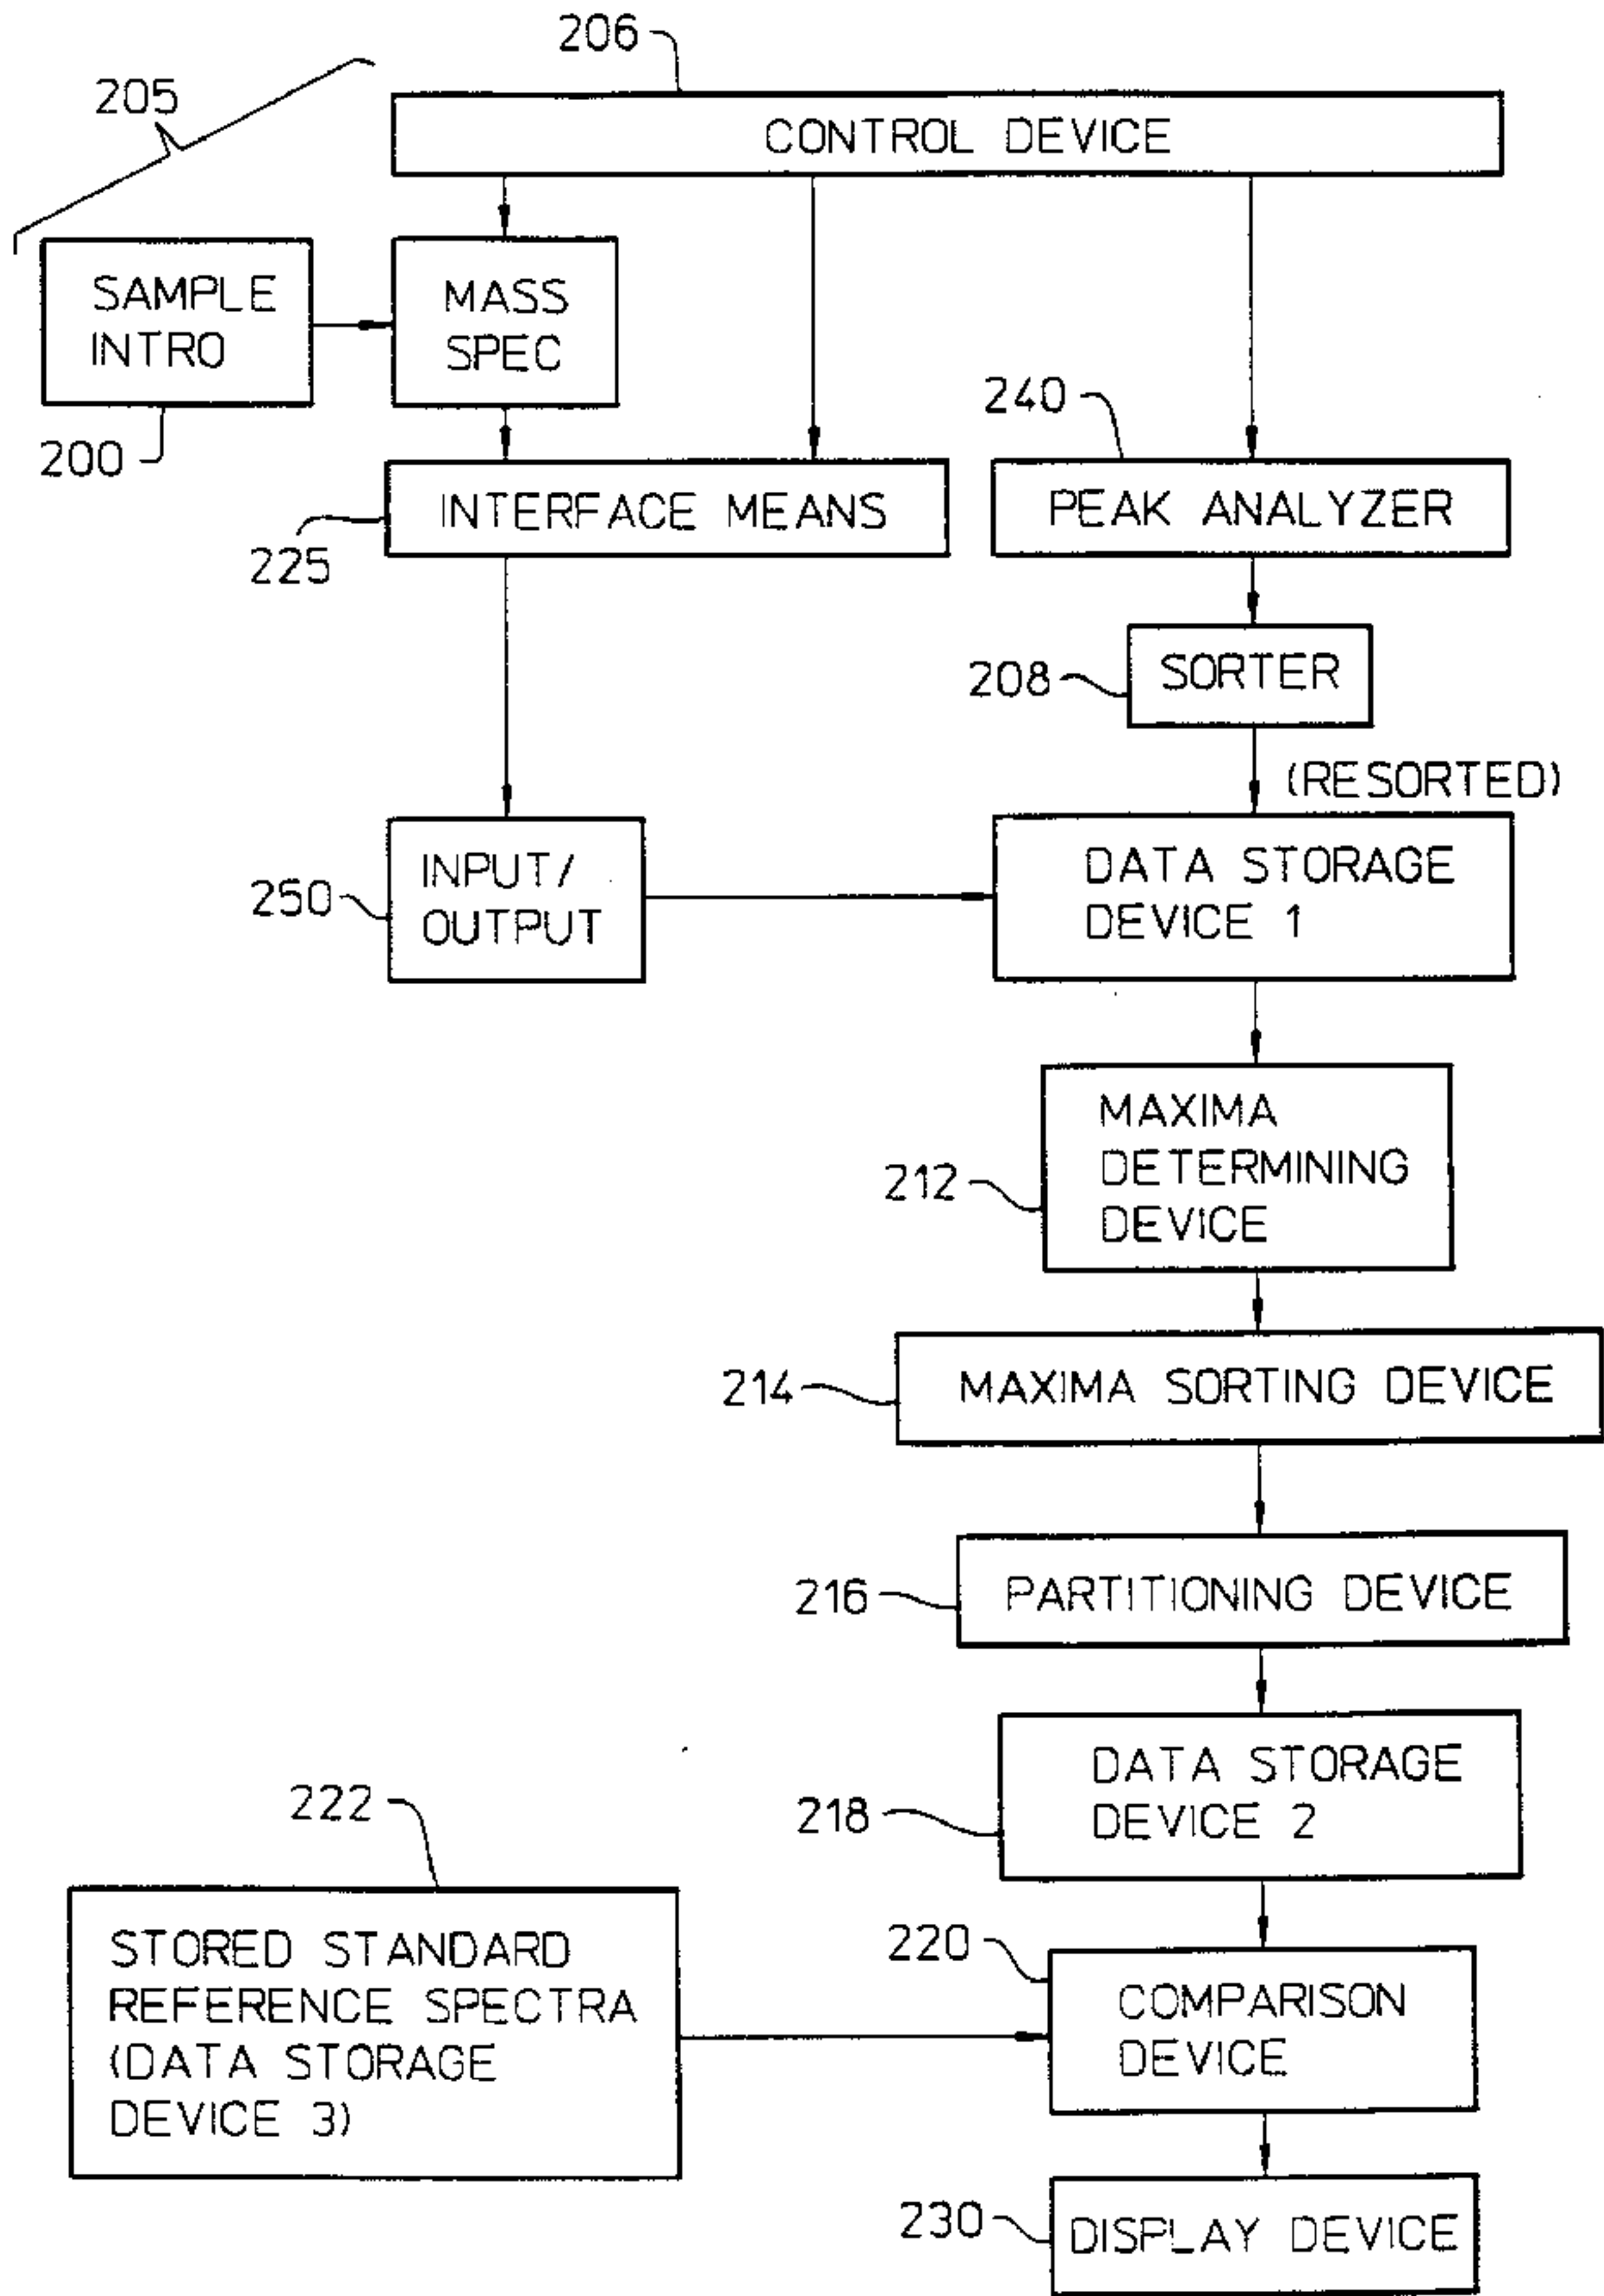 206
205
CONTROL DEVICE
SAMPLE
INTRO
MASS
SPEC
200
240
INTERFACE MEANS
PEAK ANALYZER
225
208
SORTER
(RESORTED)
250
INPUT/
OUTPUT
DATA STORAGE
DEVICE 1
212
MAXIMA
DETERMINING
DEVICE
214
MAXIMA SORTING DEVICE
216
PARTITIONING DEVICE
218
DATA STORAGE
DEVICE 2
222
STORED STANDARD
REFERENCE SPECTRA
(DATA STORAGE
DEVICE 3)
220
COMPARISON
DEVICE
230
DISPLAY DEVICE